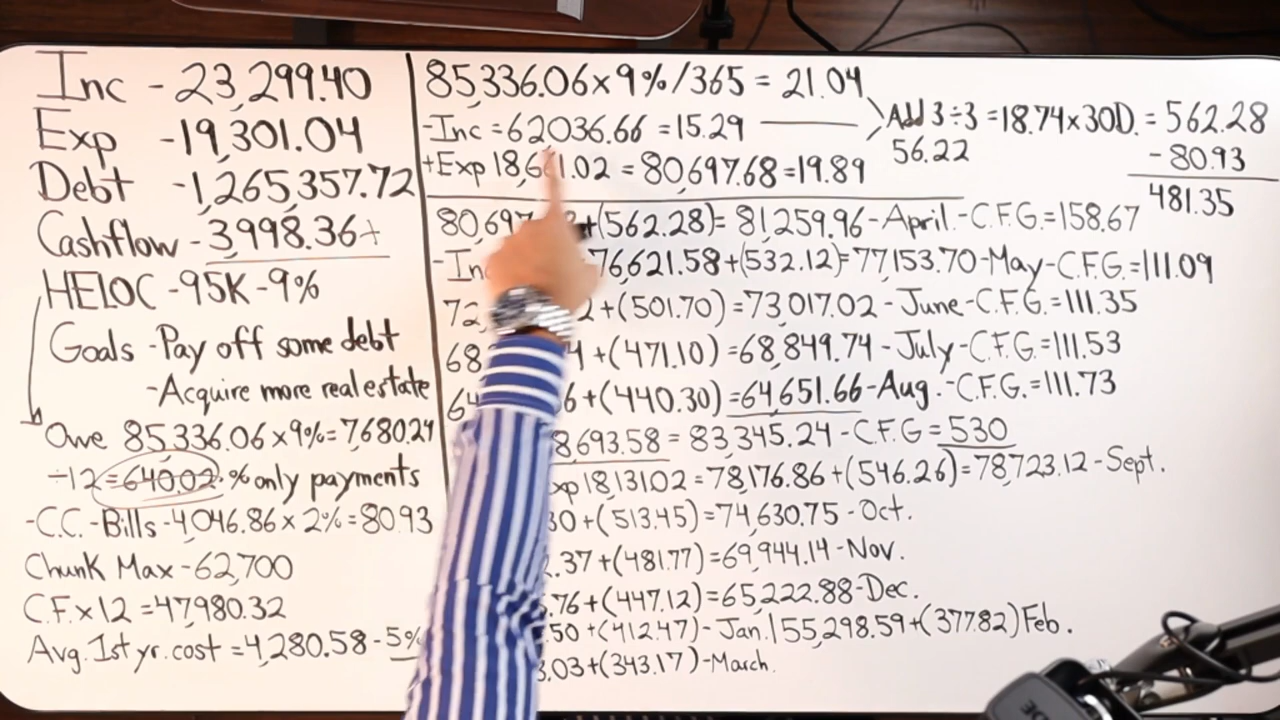 Inc - 23,299.40
Exp - 19,301.04
Debt - 1,265,357.72
Cashflow - 3,998.36+
HELOC - 95K - 9%
Goals - Pay off some debt
- Acquire more real estate
Owe 85,336.06 x 9% = 7,680.24
÷12 = 640.02 - % only payments
- C.C. - Bills - 4,046.86 x 2% = 80.93
Chunk Max - 62,700
C.F. x 12 = 47,980.32
Avg. 1st yr. cost = 4,280.58 - 5%
85,336.06 x 9% / 365 = 21.04
- Inc = 62,036.66 = 15.29
+ Exp 18,661.02 = 80,697.68 = 19.89
Add 3 ÷ 3 = 18.74 x 30D. = 562.28
56.22
- 80.93
481.35
80,697 + (562.28) = 81,259.96 - April - C.F.G. = 158.67
- Inc 76,621.58 + (532.12) = 77,153.70 - May - C.F.G. = 111.09
72, 2 + (501.70) = 73,017.02 - June - C.F.G. = 111.35
68 4 + (471.10) = 68,849.74 - July - C.F.G. = 111.53
64 6 + (440.30) = 64,651.66 - Aug. - C.F.G. = 111.73
8693.58 = 83,345.24 - C.F.G = 530
xp 18,131.02 = 78,176.86 + (546.26) = 78,723.12 - Sept.
30 + (513.45) = 74,630.75 - Oct.
.37 + (481.77) = 69,944.14 - Nov.
.76 + (447.12) = 65,222.88 - Dec.
.50 + (412.47) - Jan. | 55,298.59 + (377.82) Feb.
3.03 + (343.17) - March